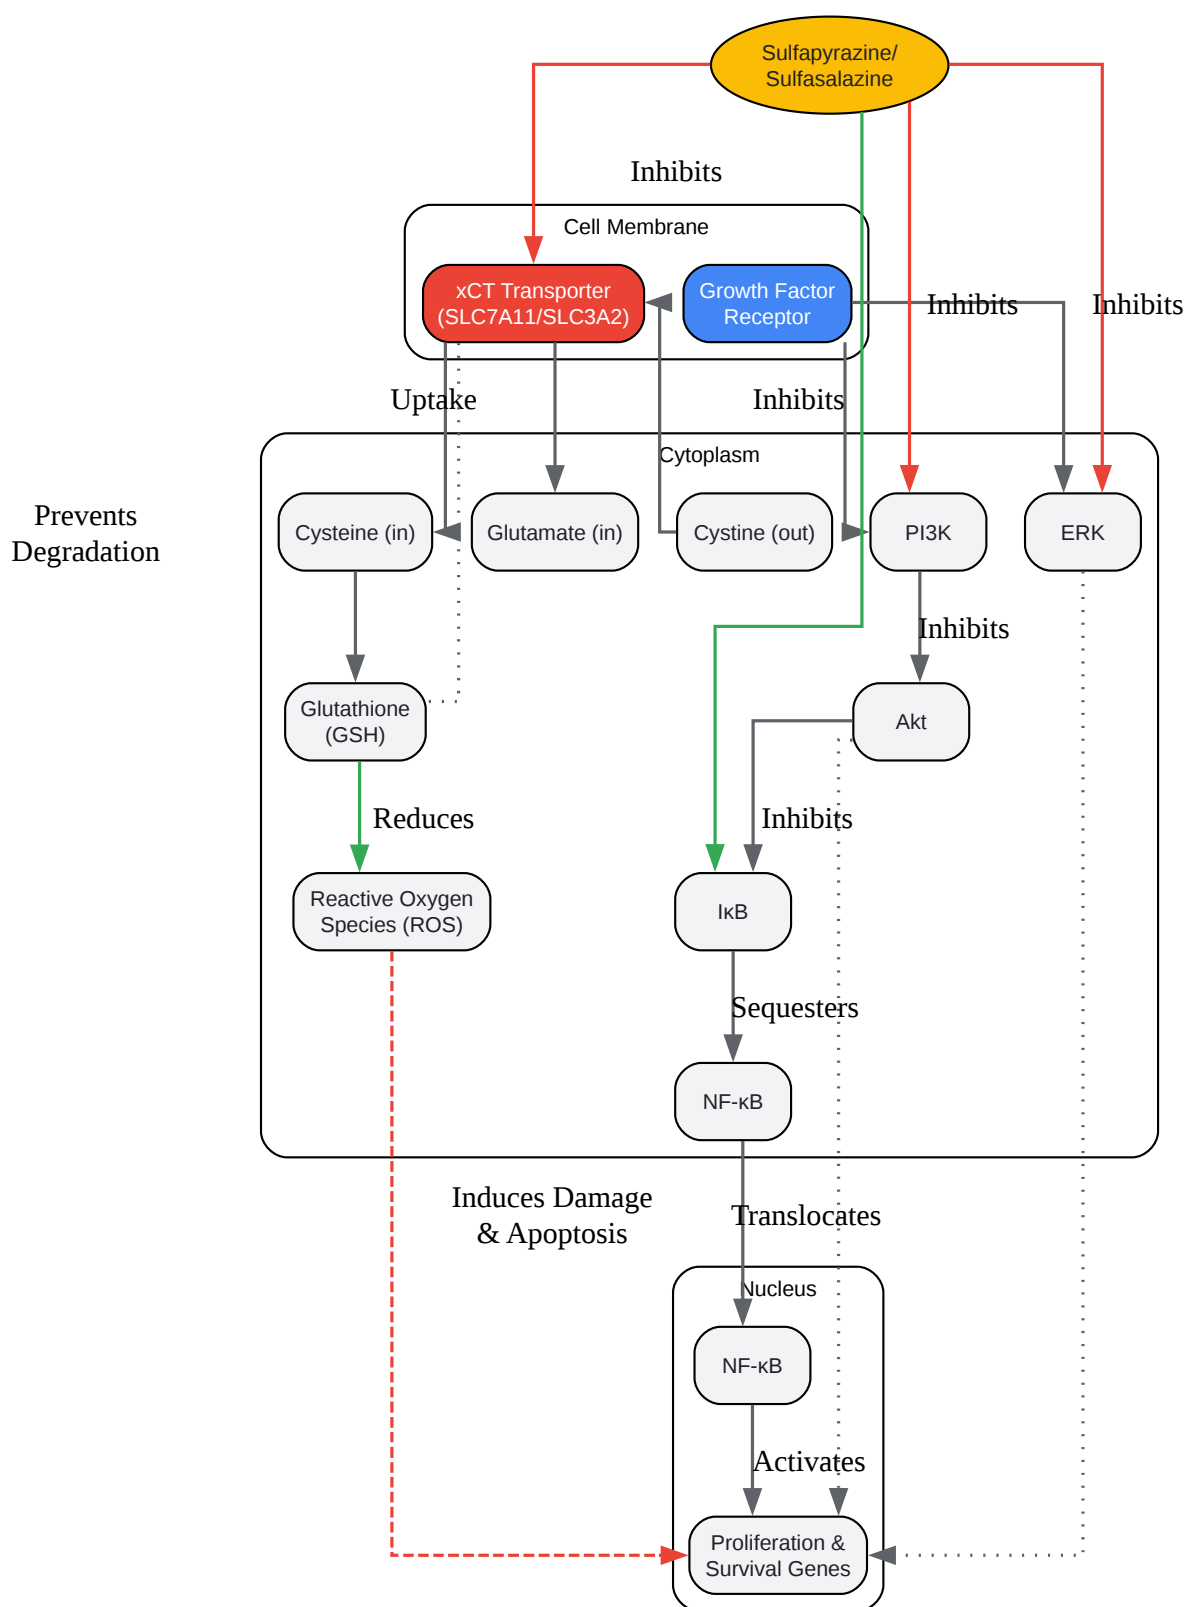 Sulfapyrazine/
Sulfasalazine
Inhibits
Cell Membrane
xCT Transporter
(SLC7A11/SLC3A2)
Growth Factor
Receptor
Inhibits
Inhibits
Uptake
Inhibits
Cytoplasm
Prevents
Degradation
Cysteine (in)
Glutamate (in)
Cystine (out)
PI3K
ERK
Inhibits
Glutathione
(GSH)
Akt
Reduces
Inhibits
Reactive Oxygen
Species (ROS)
IκB
Sequesters
NF-κB
Induces Damage
& Apoptosis
Translocates
Nucleus
NF-κB
Activates
Proliferation &
Survival Genes